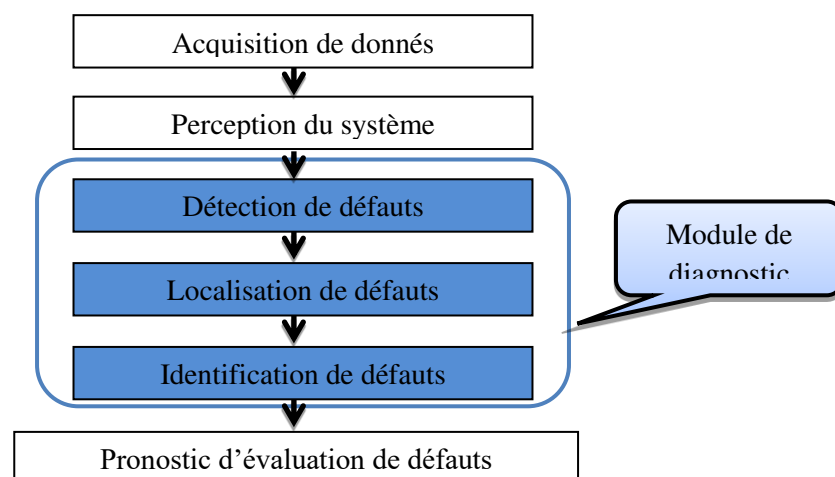 Acquisition de donnés
Perception du système
Détection de défauts
Localisation de défauts
Identification de défauts
Module de
diagnostic
Pronostic d’évaluation de défauts